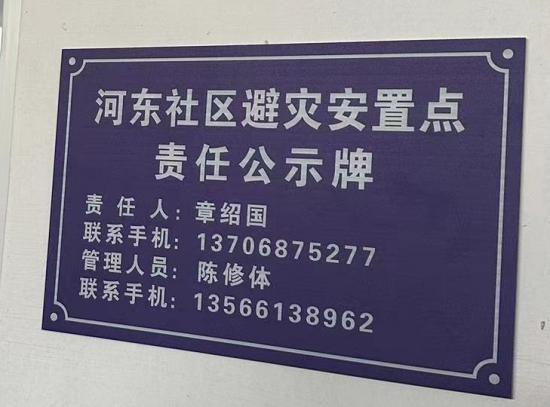 河东社区避灾安置点
责任公示牌
责任人：章绍国
联系手机：13706875277
管理人员：陈修体
联系手机：13566138962